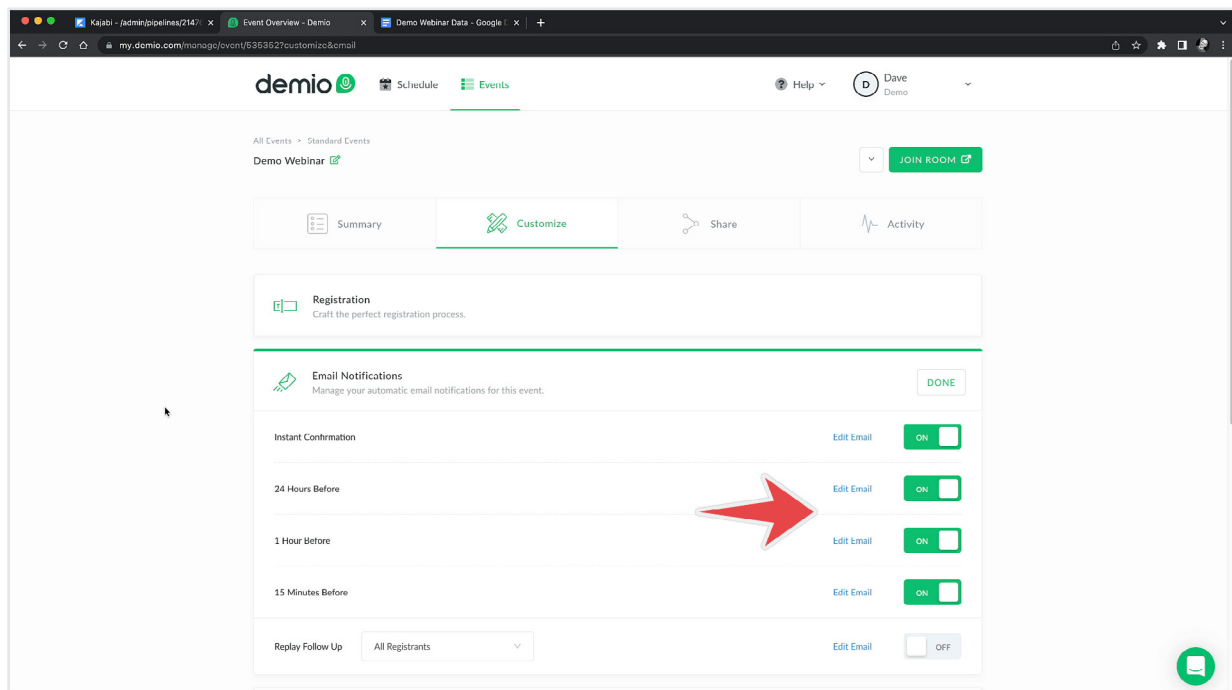 Kajabi - /admin/pipelines/2147
Event Overview - Demio
Demo Webinar Data - Google
my.demio.com/manage/event/535352?customize&email
demio
Schedule
Events
Help
D
Dave
Demo
All Events > Standard Events
Demo Webinar
JOIN ROOM
Summary
Customize
Share
Activity
Registration
Craft the perfect registration process.
Email Notifications
Manage your automatic email notifications for this event.
DONE
Instant Confirmation
Edit Email
ON
24 Hours Before
Edit Email
ON
1 Hour Before
Edit Email
ON
15 Minutes Before
Edit Email
ON
Replay Follow Up
All Registrants
Edit Email
OFF